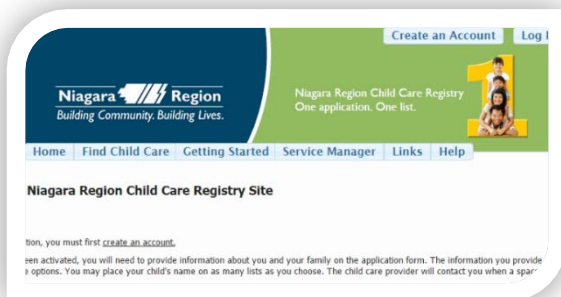 Create an Account Log
Niagara Region
Building Community. Building Lives.
Niagara Region Child Care Registry
One application. One list.
1
Home Find Child Care Getting Started Service Manager Links Help
Niagara Region Child Care Registry Site
tion, you must first create an account.
een activated, you will need to provide information about you and your family on the application form. The information you provide
e options. You may place your child's name on as many lists as you choose. The child care provider will contact you when a space